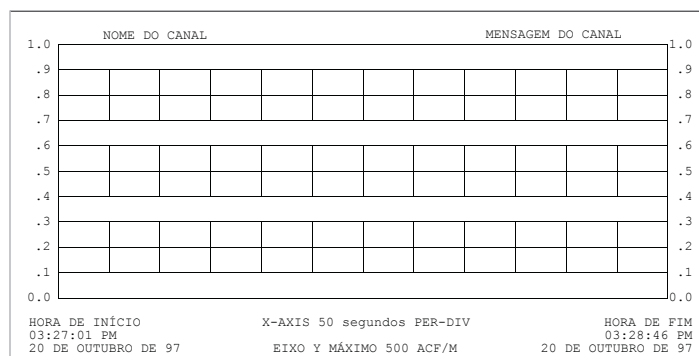 NOME DO CANAL MENSAGEM DO CANAL
1.0 1.0
.9 .9
.8 .8
.7 .7
.6 .6
.5 .5
.4 .4
.3 .3
.2 .2
.1 .1
0.0 0.0
HORA DE INÍCIO X-AXIS 50 segundos PER-DIV HORA DE FIM
03:27:01 PM 03:28:46 PM
20 DE OUTUBRO DE 97 EIXO Y MÁXIMO 500 ACF/M 20 DE OUTUBRO DE 97